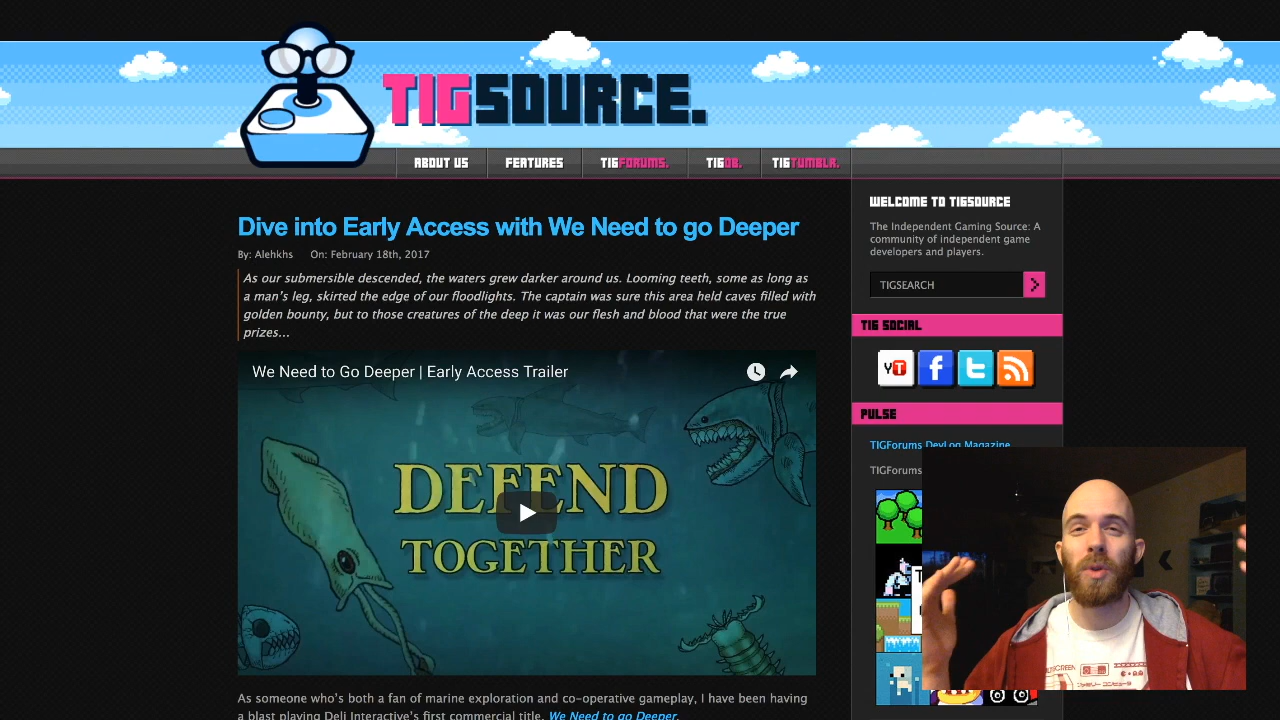 TIGSOURCE.
ABOUT US
FEATURES
TIGFORUMS.
TIGDB.
TIGTUMBLR.
Dive into Early Access with We Need to go Deeper
By: Alehkhs On: February 18th, 2017
As our submersible descended, the waters grew darker around us. Looming teeth, some as long as
a man's leg, skirted the edge of our floodlights. The captain was sure this area held caves filled with
golden bounty, but to those creatures of the deep it was our flesh and blood that were the true
prizes...
We Need to Go Deeper | Early Access Trailer
DEFEND
TOGETHER
As someone who's both a fan of marine exploration and co-operative gameplay, I have been having
a blast playing Deli Interactive's first commercial title, We Need to go Deeper.
WELCOME TO TIGSOURCE
The Independent Gaming Source: A
community of independent game
developers and players.
TIGSEARCH
TIG SOCIAL
YT
PULSE
TIGForums DevLog Magazine
TIGForums